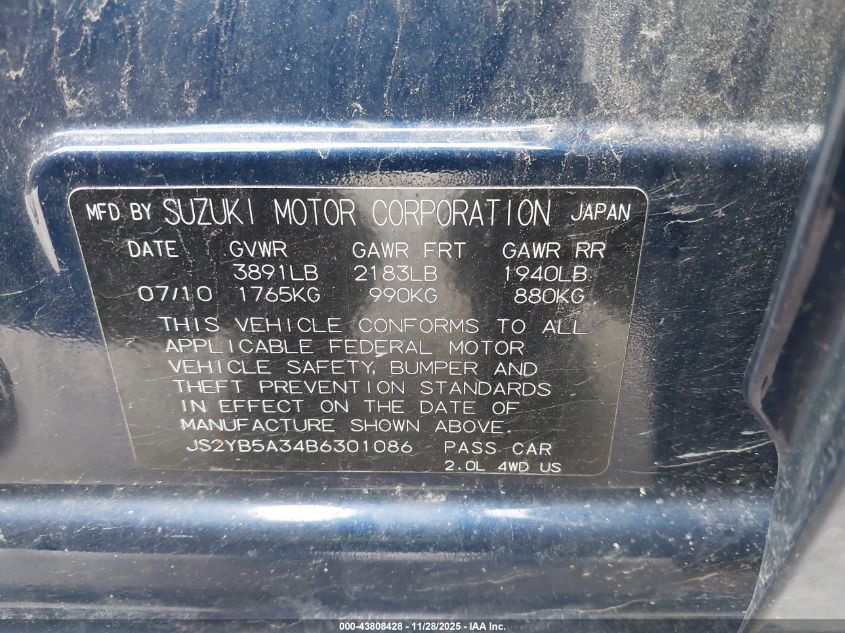 MFD BY SUZUKI MOTOR CORPORATION JAPAN
DATE GVWR GAWR FRT GAWR RR
3891LB 2183LB 1940LB
07/10 1765KG 990KG 880KG
THIS VEHICLE CONFORMS TO ALL
APPLICABLE FEDERAL MOTOR
VEHICLE SAFETY, BUMPER AND
THEFT PREVENTION STANDARDS
IN EFFECT ON THE DATE OF
MANUFACTURE SHOWN ABOVE.
JS2YB5A34B6301086 PASS CAR
2.0L 4WD US
000-43808428 - 11/28/2025 - IAA Inc.